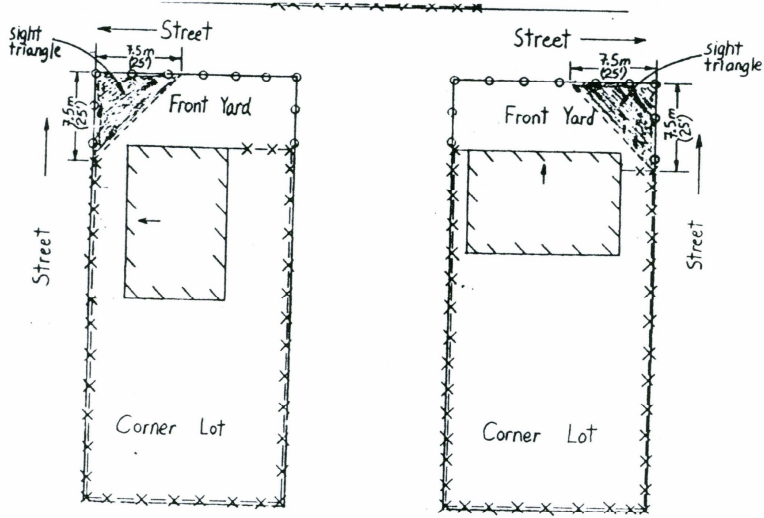 Street
sight
triangle
7.5m
(25')
7.5m
(25')
Front Yard
Street
Corner Lot
Street
sight
triangle
7.5m
(25')
7.5m
(25')
Front Yard
Street
Corner Lot